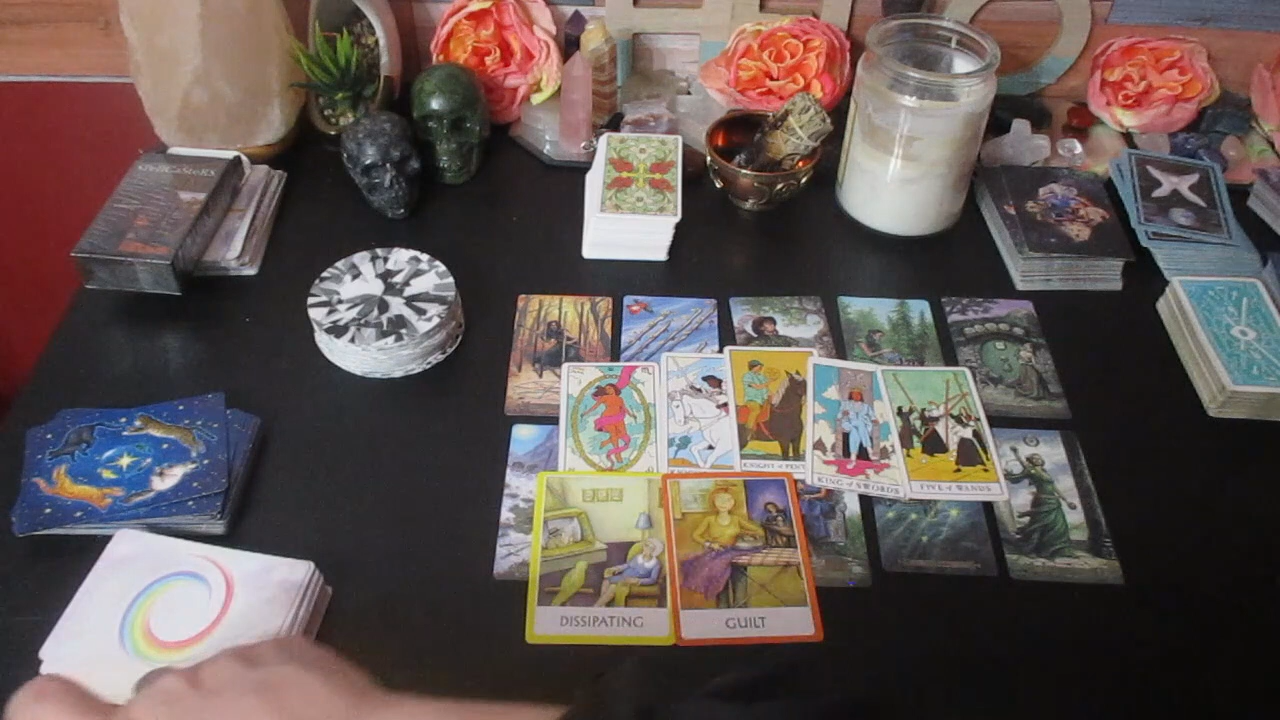 KNIGHT of PENT
KING of SWORDS
FIVE of WANDS
DISSIPATING
GUILT